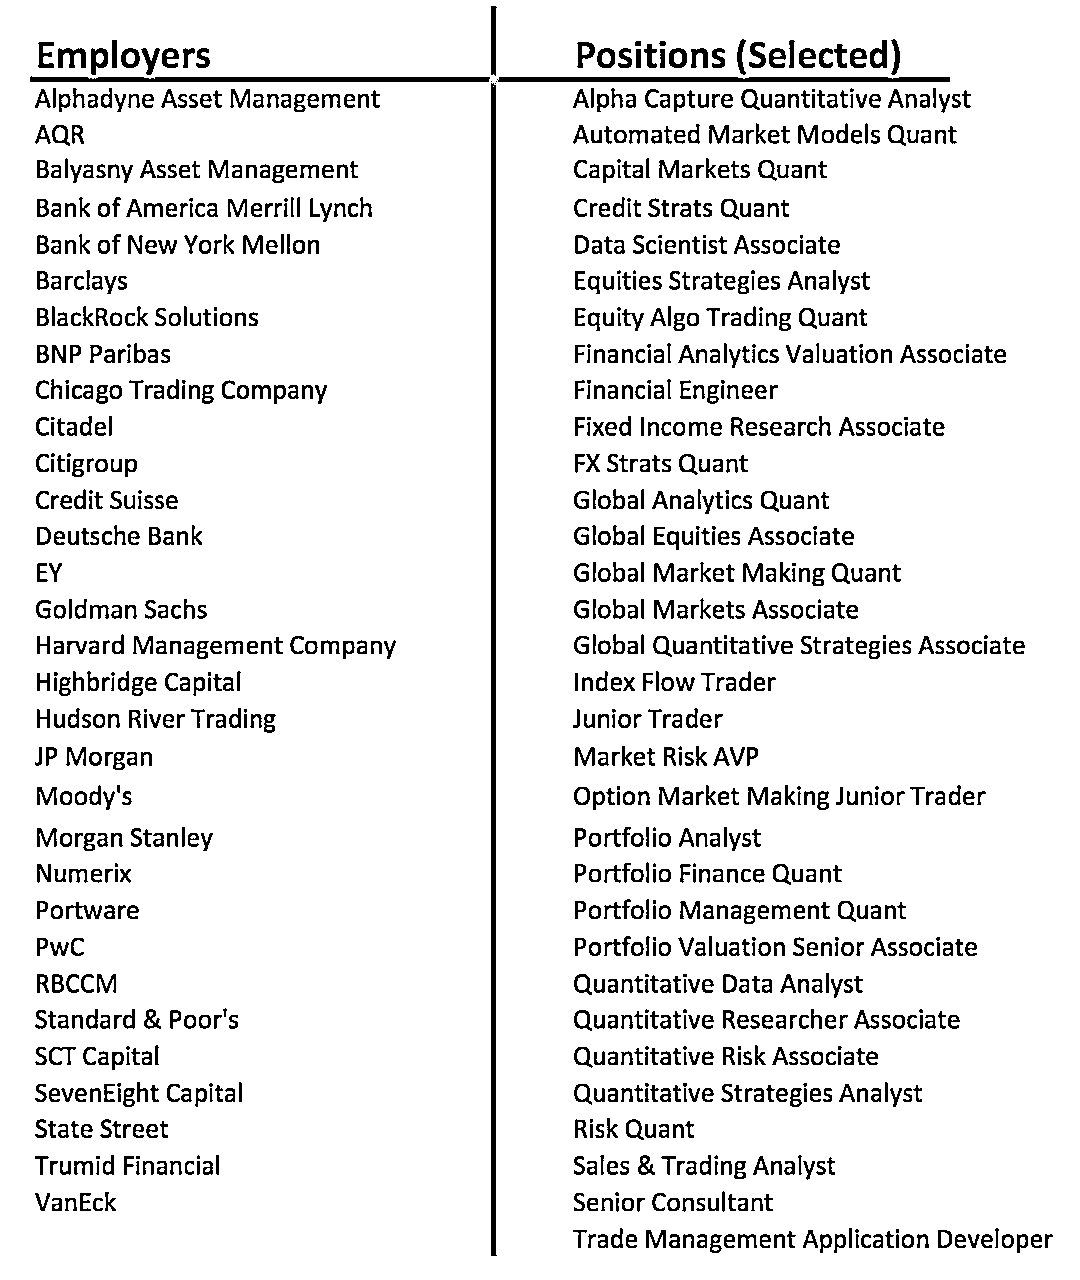 Employers
Alphadyne Asset Management
AQR
Balyasny Asset Management
Bank of America Merrill Lynch
Bank of New York Mellon
Barclays
BlackRock Solutions
BNP Paribas
Chicago Trading Company
Citadel
Citigroup
Credit Suisse
Deutsche Bank
EY
Goldman Sachs
Harvard Management Company
Highbridge Capital
Hudson River Trading
JP Morgan
Moody's
Morgan Stanley
Numerix
Portware
PwC
RBCCM
Standard & Poor's
SCT Capital
SevenEight Capital
State Street
Trumid Financial
VanEck
Positions (Selected)
Alpha Capture Quantitative Analyst
Automated Market Models Quant
Capital Markets Quant
Credit Strats Quant
Data Scientist Associate
Equities Strategies Analyst
Equity Algo Trading Quant
Financial Analytics Valuation Associate
Financial Engineer
Fixed Income Research Associate
FX Strats Quant
Global Analytics Quant
Global Equities Associate
Global Market Making Quant
Global Markets Associate
Global Quantitative Strategies Associate
Index Flow Trader
Junior Trader
Market Risk AVP
Option Market Making Junior Trader
Portfolio Analyst
Portfolio Finance Quant
Portfolio Management Quant
Portfolio Valuation Senior Associate
Quantitative Data Analyst
Quantitative Researcher Associate
Quantitative Risk Associate
Quantitative Strategies Analyst
Risk Quant
Sales & Trading Analyst
Senior Consultant
Trade Management Application Developer